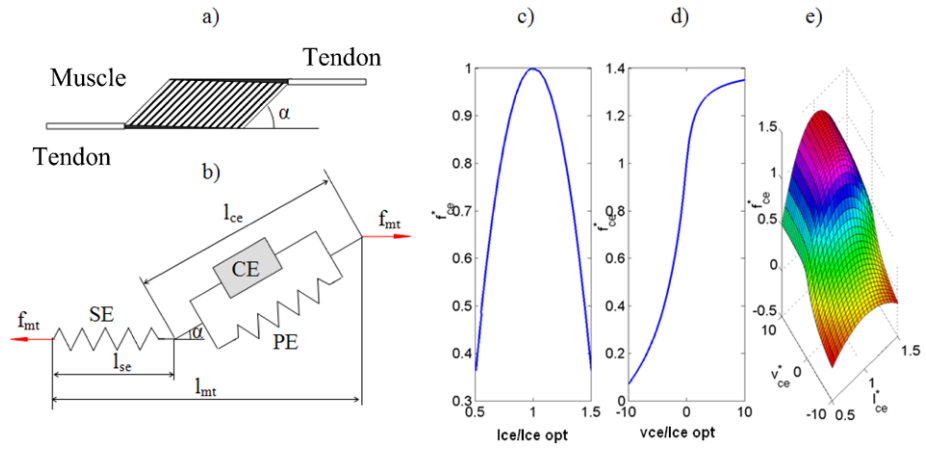 a)
Muscle
Tendon
α
Tendon
b)
l_ce
f_mt
CE
SE
α
PE
f_mt
l_se
l_mt
c)
f*_ce
1
0.9
0.8
0.7
0.6
0.5
0.4
0.3
0.5 1 1.5
lce/lce opt
d)
f*_ce
1.4
1.2
1
0.8
0.6
0.4
0.2
0
-10 0 10
vce/lce opt
e)
f*_ce
1.5
1
0.5
0
-0.5
10
0
-10
v*_ce
0.5
1
1.5
l*_ce